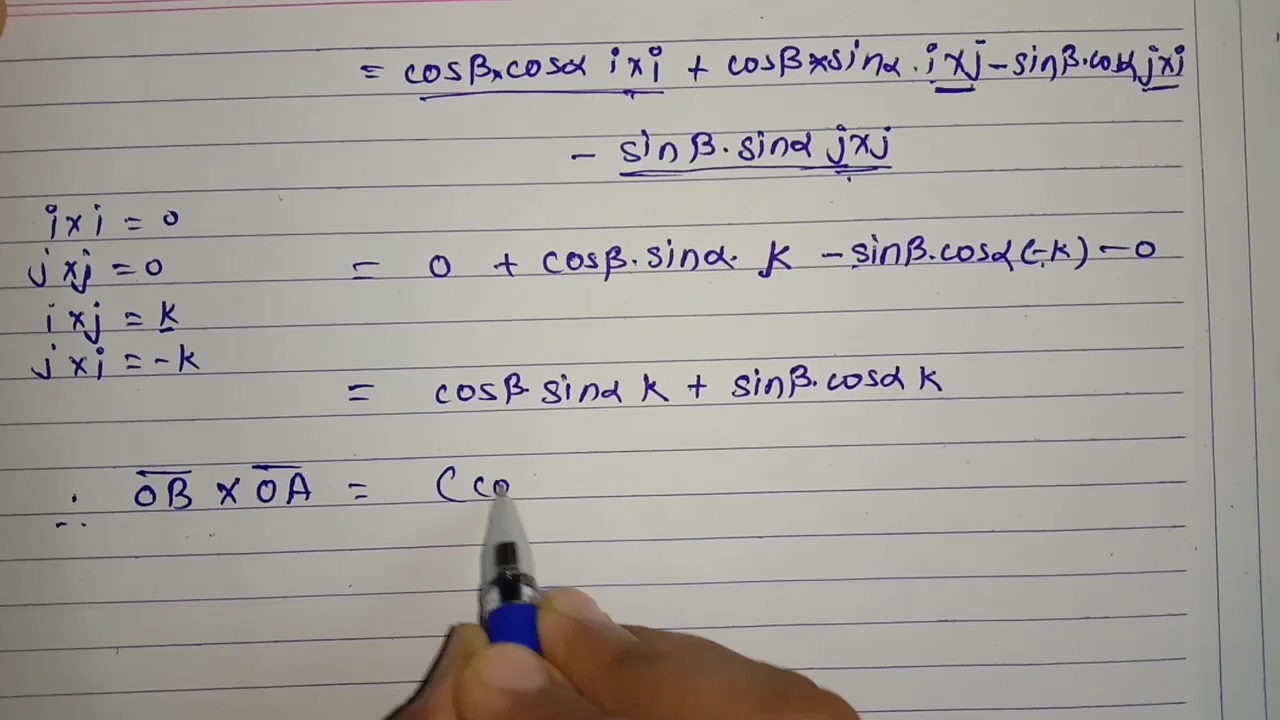 = cosβ×cosα i×i + cosβ×sinα . i×j − sinβ.cosα j×i
− sinβ.sinα j×j
i×i = 0
j×j = 0
= 0 + cosβ.sinα. k − sinβ.cosα (−k) − 0
i×j = k
j×i = −k
= cosβ. sinα k + sinβ.cosα k
∴ OB × OA = (co